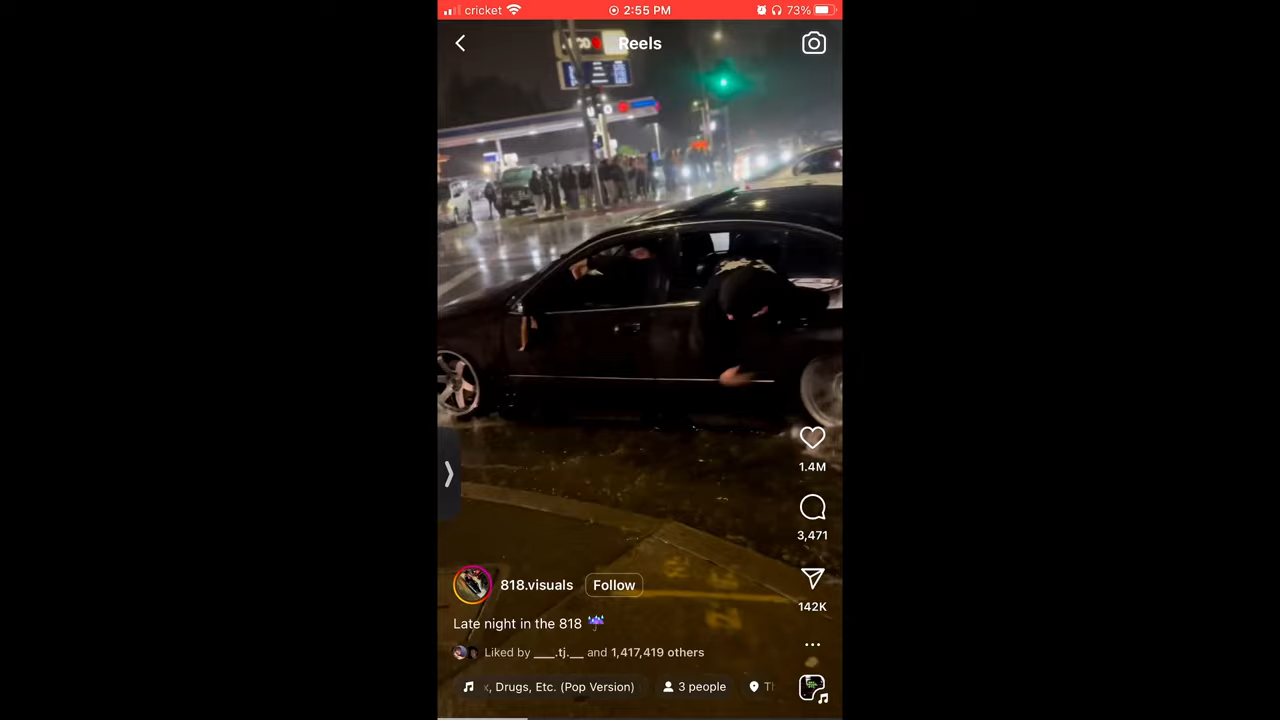 cricket 2:55 PM 73%
Reels
1.4M
3,471
818.visuals Follow
142K
Late night in the 818 ☔
Liked by ___.tj.__ and 1,417,419 others
, Drugs, Etc. (Pop Version) 3 people